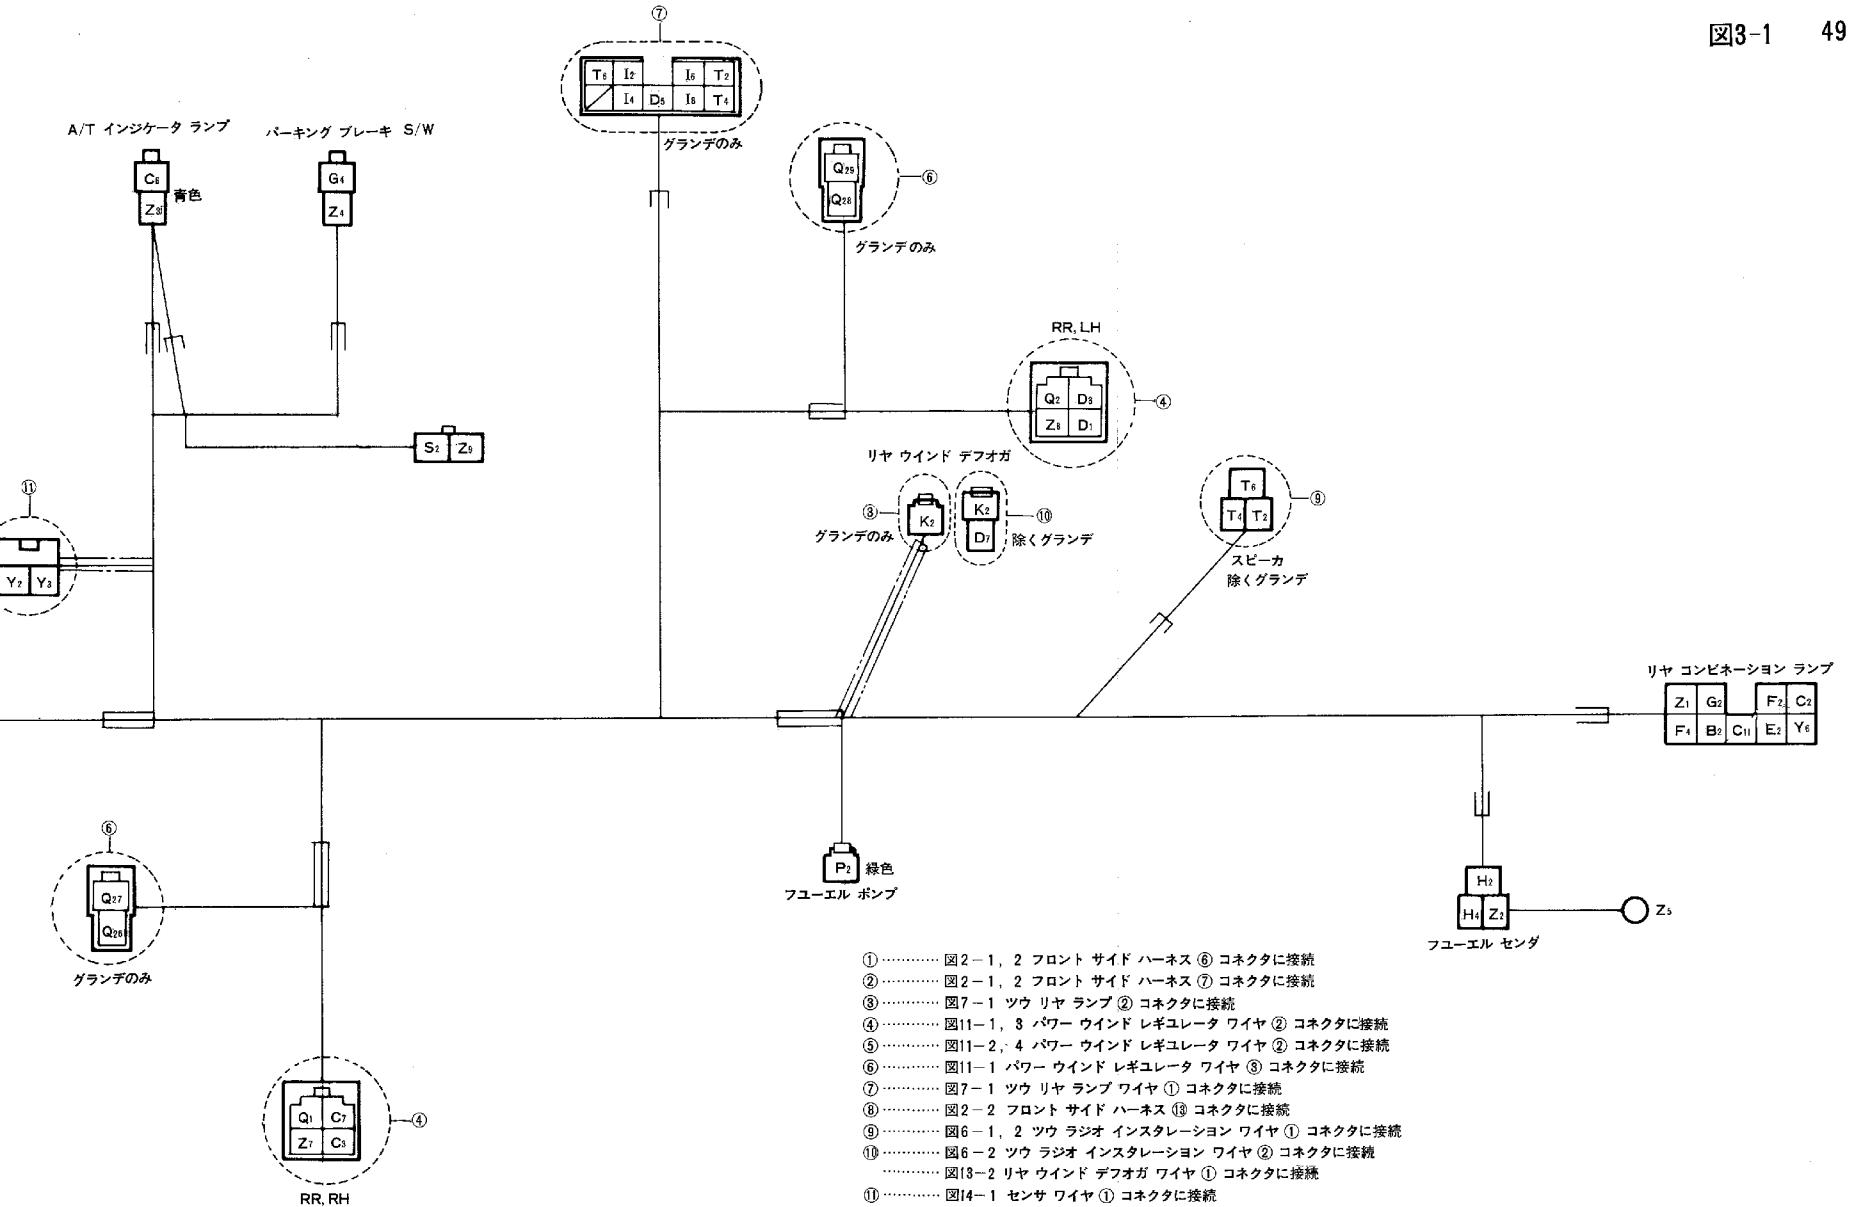 図3-1 49
⑦
T6 I2 I6 T2
I4 D5 I8 T4
グランデのみ
A/T インジケータ ランプ
パーキング ブレーキ S/W
C6
Z3
青色
G4
Z4
Q29
Q28
⑥
グランデのみ
RR, LH
Q2 D3
Z8 D1
④
S2 Z9
リヤ ウインド デフオガ
③
K2
グランデのみ
K2
D7
⑩
除くグランデ
T6
T4 T2
⑨
スピーカ
除くグランデ
⑪
Y2 Y3
リヤ コンビネーション ランプ
Z1 G2 F2 C2
F4 B2 C11 E2 Y6
⑥
Q27
Q26
グランデのみ
P2
緑色
フユーエル ポンプ
H2
H4 Z2
Z5
フユーエル センダ
Q1 C7
Z7 C3
④
RR, RH
①………… 図2-1, 2 フロント サイド ハーネス ⑥ コネクタに接続
②………… 図2-1, 2 フロント サイド ハーネス ⑦ コネクタに接続
③………… 図7-1 ツウ リヤ ランプ ② コネクタに接続
④………… 図11-1, 3 パワー ウインド レギユレータ ワイヤ ② コネクタに接続
⑤………… 図11-2, 4 パワー ウインド レギユレータ ワイヤ ② コネクタに接続
⑥………… 図11-1 パワー ウインド レギユレータ ワイヤ ③ コネクタに接続
⑦………… 図7-1 ツウ リヤ ランプ ワイヤ ① コネクタに接続
⑧………… 図2-2 フロント サイド ハーネス ⑬ コネクタに接続
⑨………… 図6-1, 2 ツウ ラジオ インスタレーション ワイヤ ① コネクタに接続
⑩………… 図6-2 ツウ ラジオ インスタレーション ワイヤ ② コネクタに接続
………… 図13-2 リヤ ウインド デフオガ ワイヤ ① コネクタに接続
⑪………… 図14-1 センサ ワイヤ ① コネクタに接続